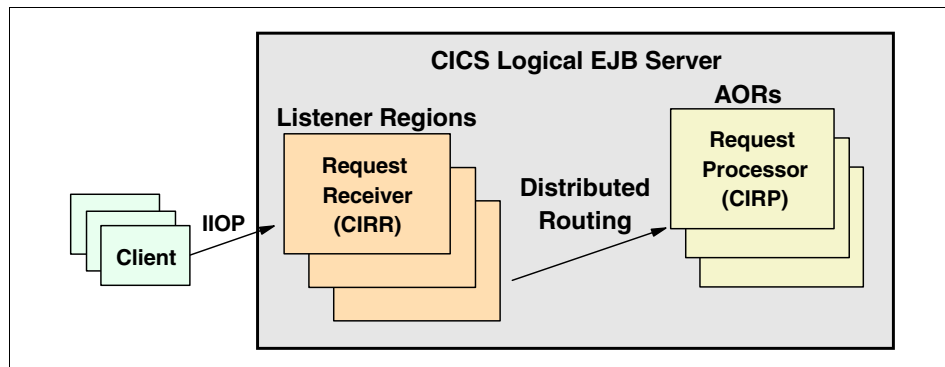 CICS Logical EJB Server
AORs
Listener Regions
Request
Processor
(CIRP)
Request
Receiver
(CIRR)
Distributed
Routing
IIOP
Client